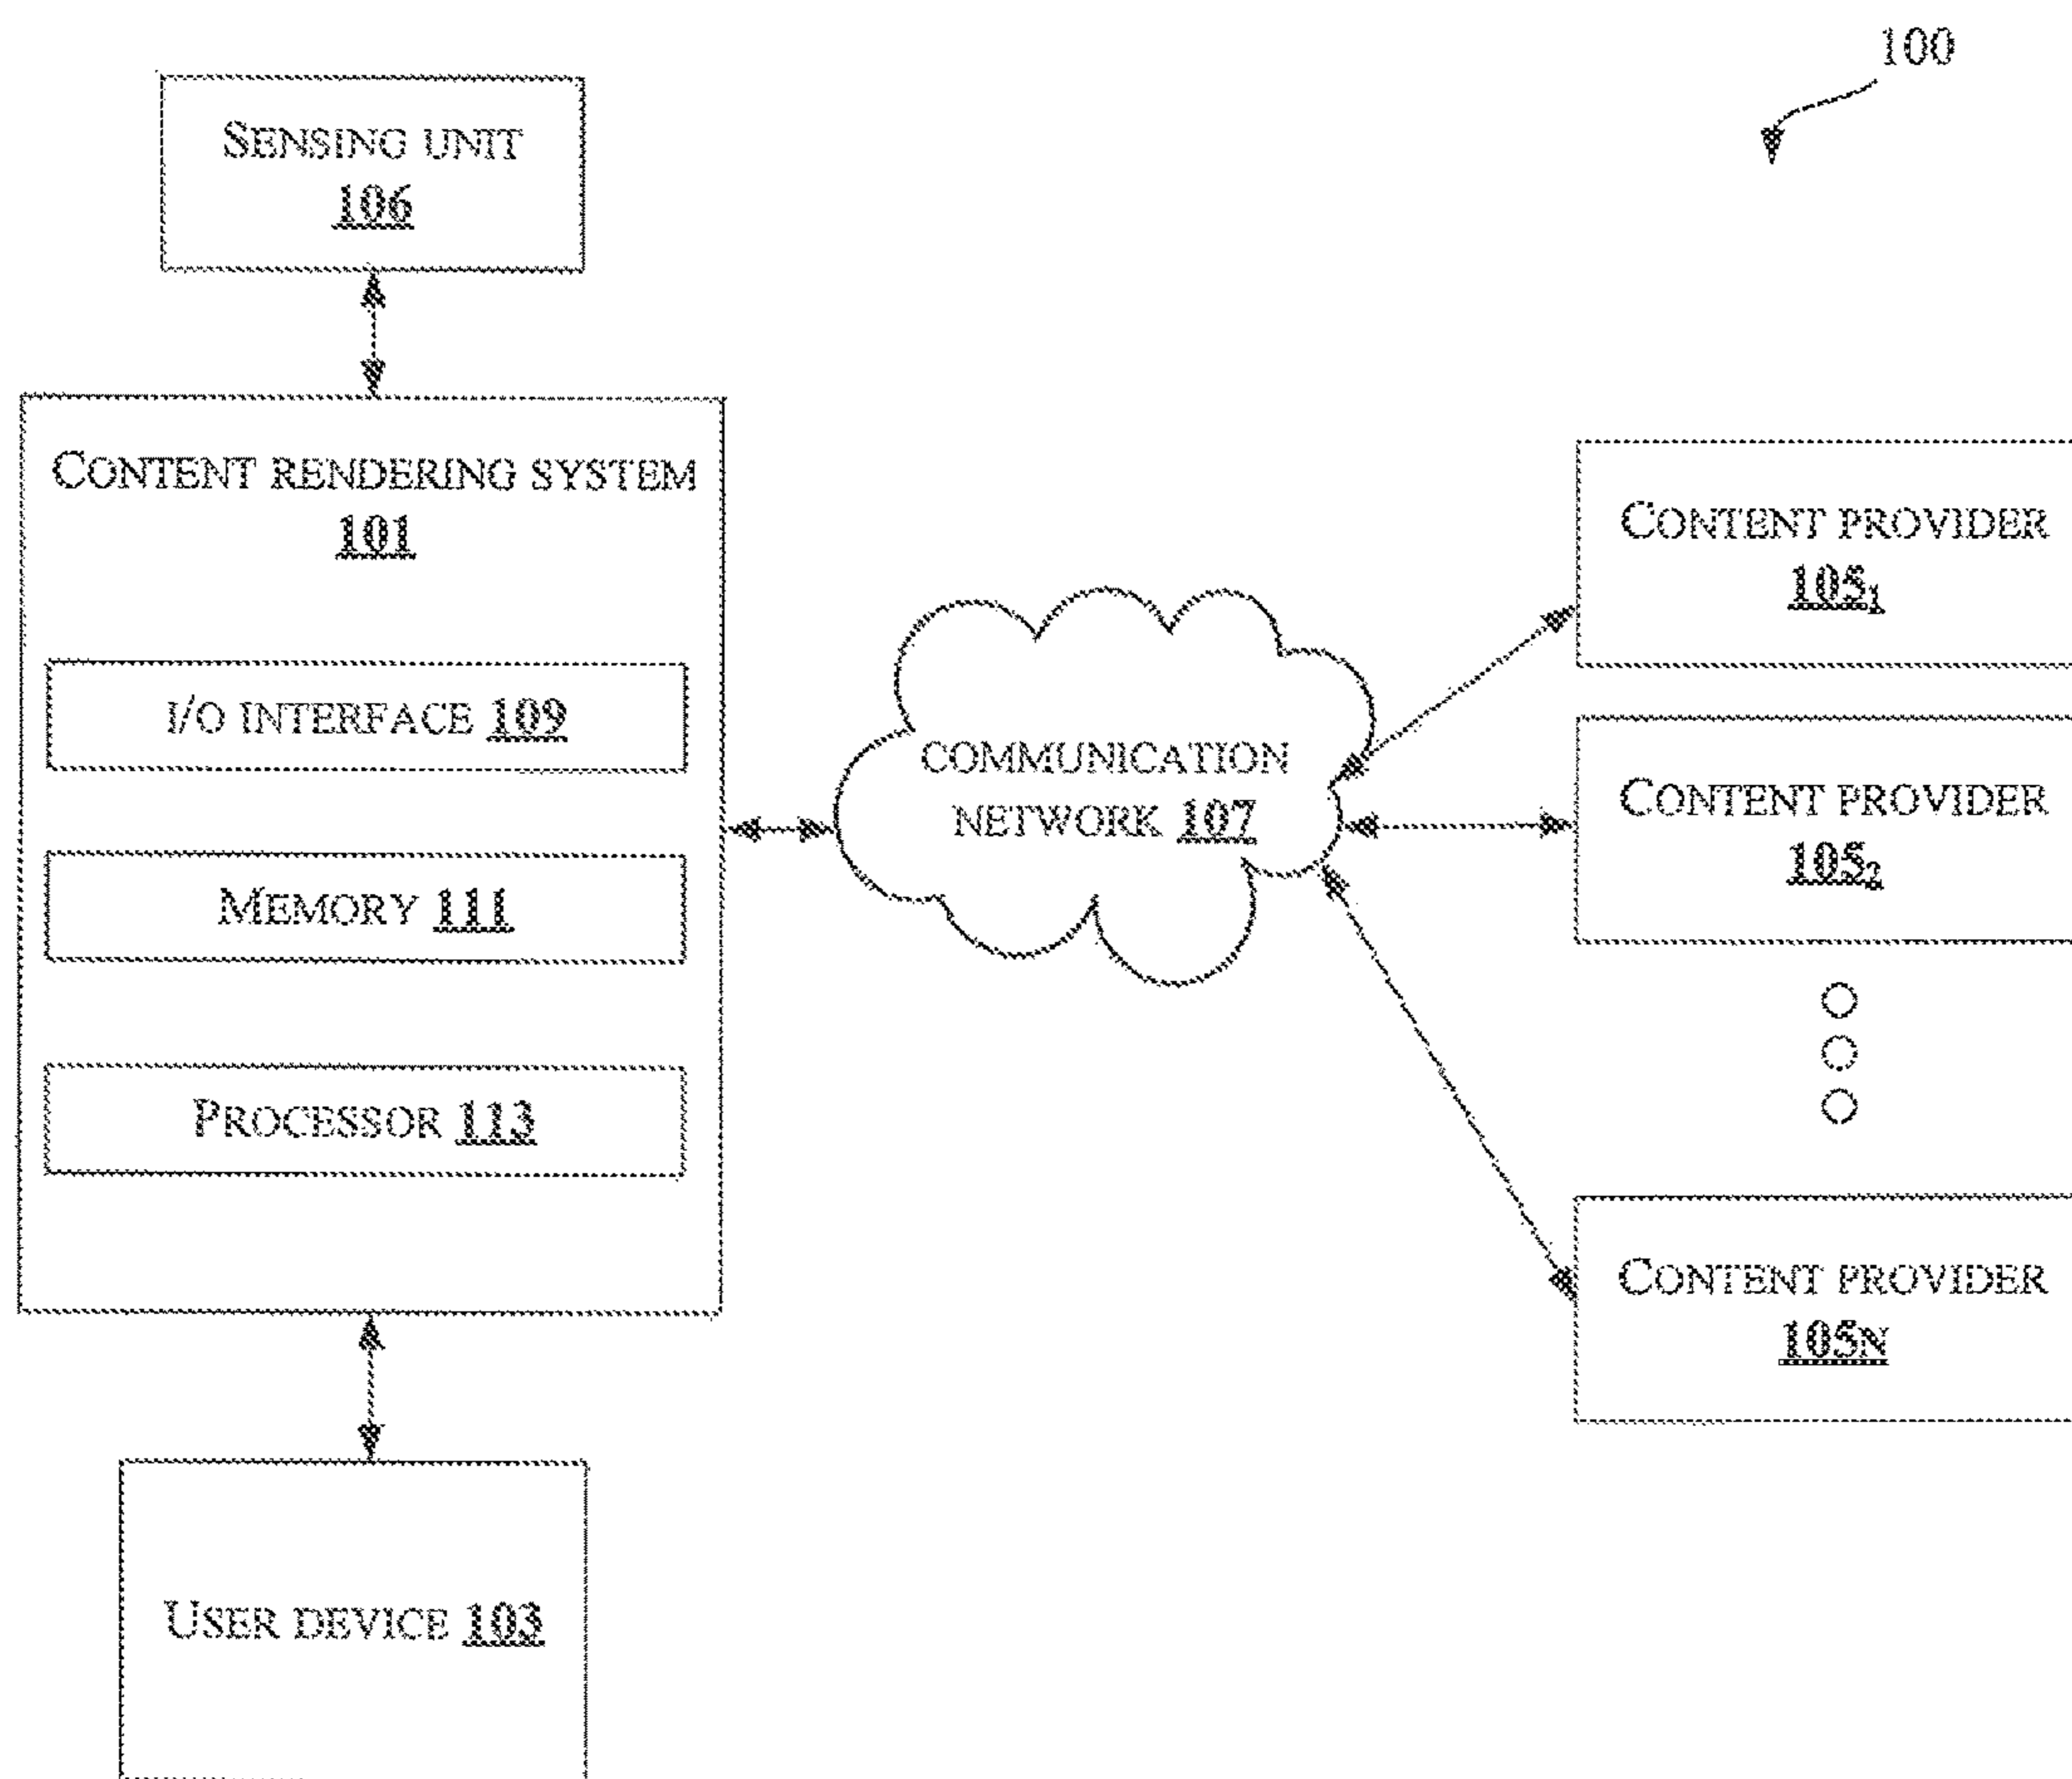 100
SENSING UNIT
106
CONTENT RENDERING SYSTEM
101
I/O INTERFACE 109
MEMORY 111
PROCESSOR 113
USER DEVICE 103
COMMUNICATION
NETWORK 107
CONTENT PROVIDER
105₁
CONTENT PROVIDER
105₂
CONTENT PROVIDER
105N